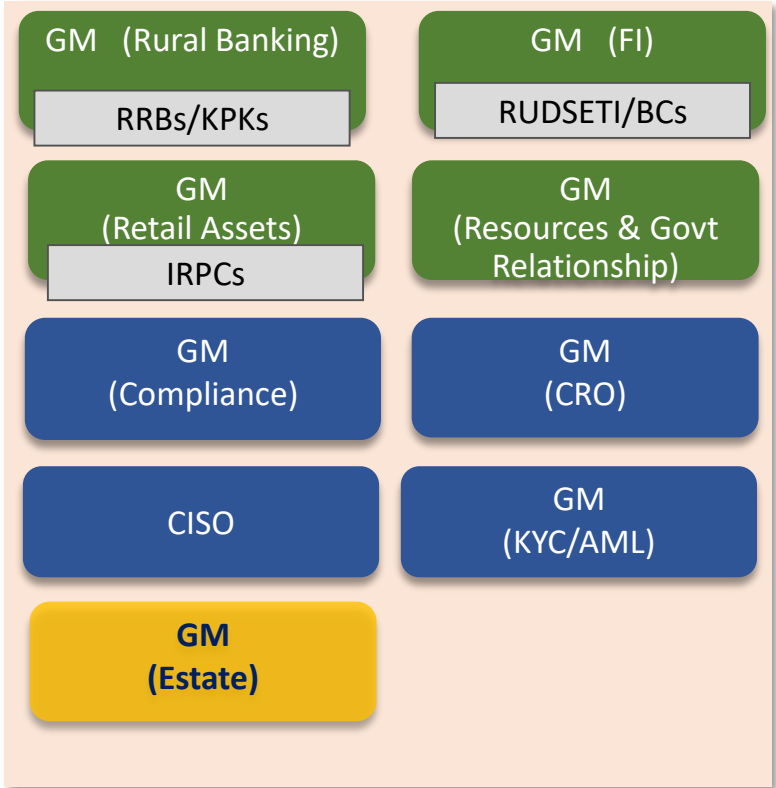 GM (Rural Banking)
RRBs/KPKs
GM (FI)
RUDSETI/BCs
GM
(Retail Assets)
IRPCs
GM
(Resources & Govt
Relationship)
GM
(Compliance)
GM
(CRO)
CISO
GM
(KYC/AML)
GM
(Estate)